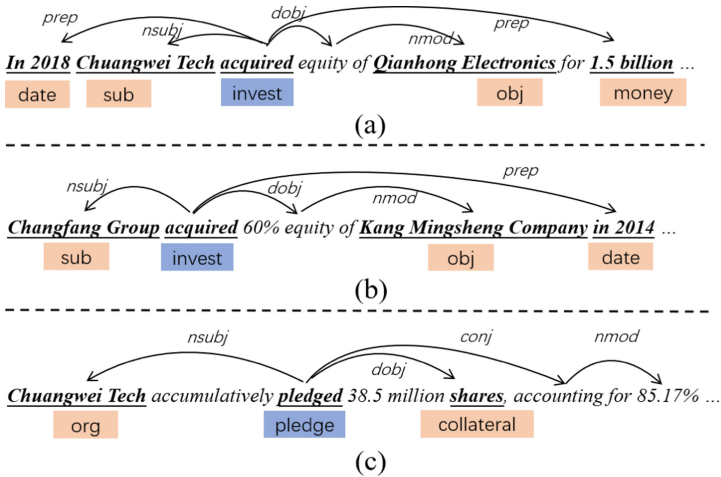 prep nsubj dobj nmod prep
In 2018 Chuangwei Tech acquired equity of Qianhong Electronics for 1.5 billion ...
date sub invest obj money
(a)
nsubj dobj nmod prep
Changfang Group acquired 60% equity of Kang Mingsheng Company in 2014 ...
sub invest obj date
(b)
nsubj dobj conj nmod
Chuangwei Tech accumulatively pledged 38.5 million shares, accounting for 85.17% ...
org pledge collateral
(c)